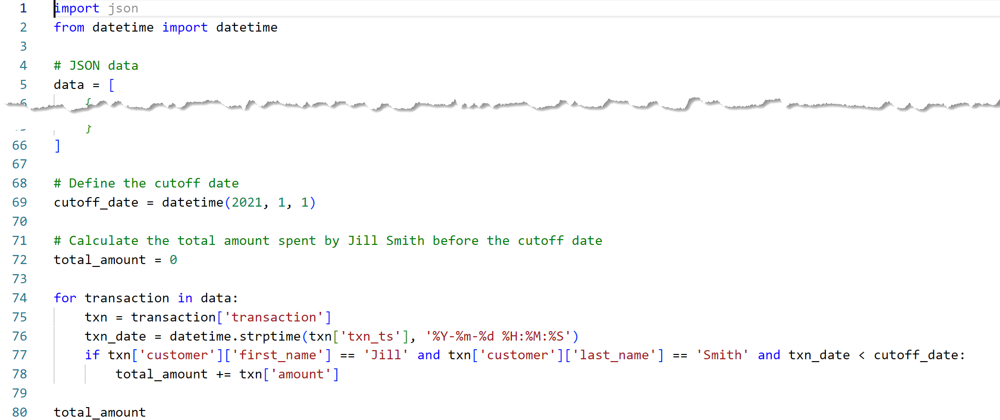 1 import json
2 from datetime import datetime
3
4 # JSON data
5 data = [
6     {
    }
66 ]
67
68 # Define the cutoff date
69 cutoff_date = datetime(2021, 1, 1)
70
71 # Calculate the total amount spent by Jill Smith before the cutoff date
72 total_amount = 0
73
74 for transaction in data:
75     txn = transaction['transaction']
76     txn_date = datetime.strptime(txn['txn_ts'], '%Y-%m-%d %H:%M:%S')
77     if txn['customer']['first_name'] == 'Jill' and txn['customer']['last_name'] == 'Smith' and txn_date < cutoff_date:
78         total_amount += txn['amount']
79
80 total_amount